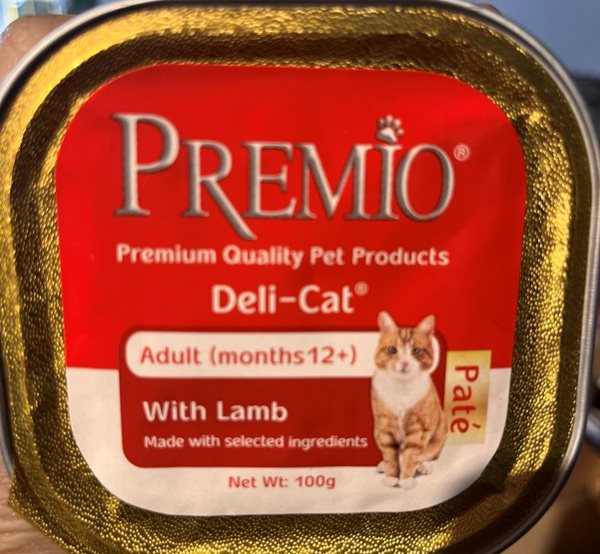 PREMIO®
Premium Quality Pet Products
Deli-Cat®
Adult (months12+)
With Lamb
Made with selected ingredients
Paté
Net Wt: 100g